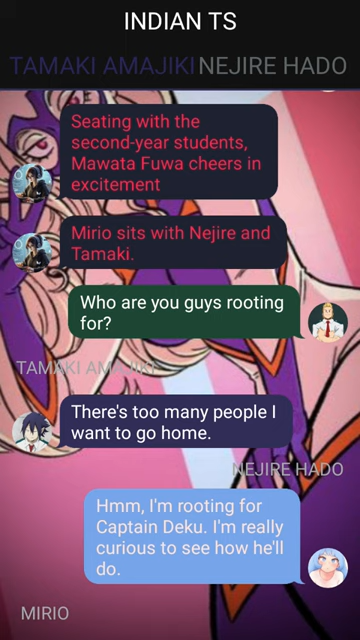 INDIAN TS
TAMAKI AMAJIKI NEJIRE HADO
Seating with the
second-year students,
Mawata Fuwa cheers in
excitement
Mirio sits with Nejire and
Tamaki.
Who are you guys rooting
for?
TAMAKI AMAJIKI
There's too many people I
want to go home.
NEJIRE HADO
Hmm, I'm rooting for
Captain Deku. I'm really
curious to see how he'll
do.
MIRIO